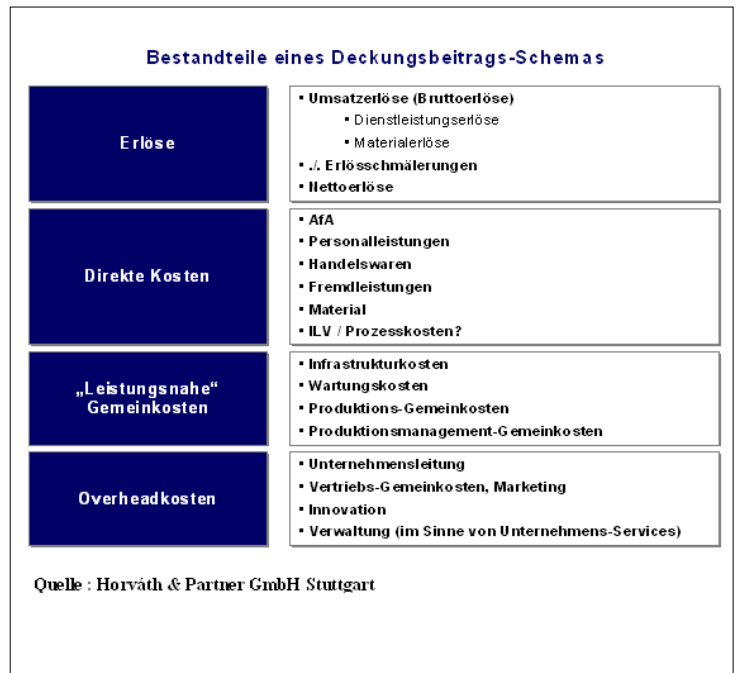 Bestandteile eines Deckungsbeitrags-Schemas
Erlöse
▪ Umsatzerlöse (Bruttoerlöse)
▪ Dienstleistungserlöse
▪ Materialerlöse
▪ ./. Erlösschmälerungen
▪ Nettoerlöse
Direkte Kosten
▪ AfA
▪ Personalleistungen
▪ Handelswaren
▪ Fremdleistungen
▪ Material
▪ ILV / Prozesskosten?
„Leistungsnahe“
Gemeinkosten
▪ Infrastrukturkosten
▪ Wartungskosten
▪ Produktions-Gemeinkosten
▪ Produktionsmanagement-Gemeinkosten
Overheadkosten
▪ Unternehmensleitung
▪ Vertriebs-Gemeinkosten, Marketing
▪ Innovation
▪ Verwaltung (im Sinne von Unternehmens-Services)
Quelle : Horváth & Partner GmbH Stuttgart